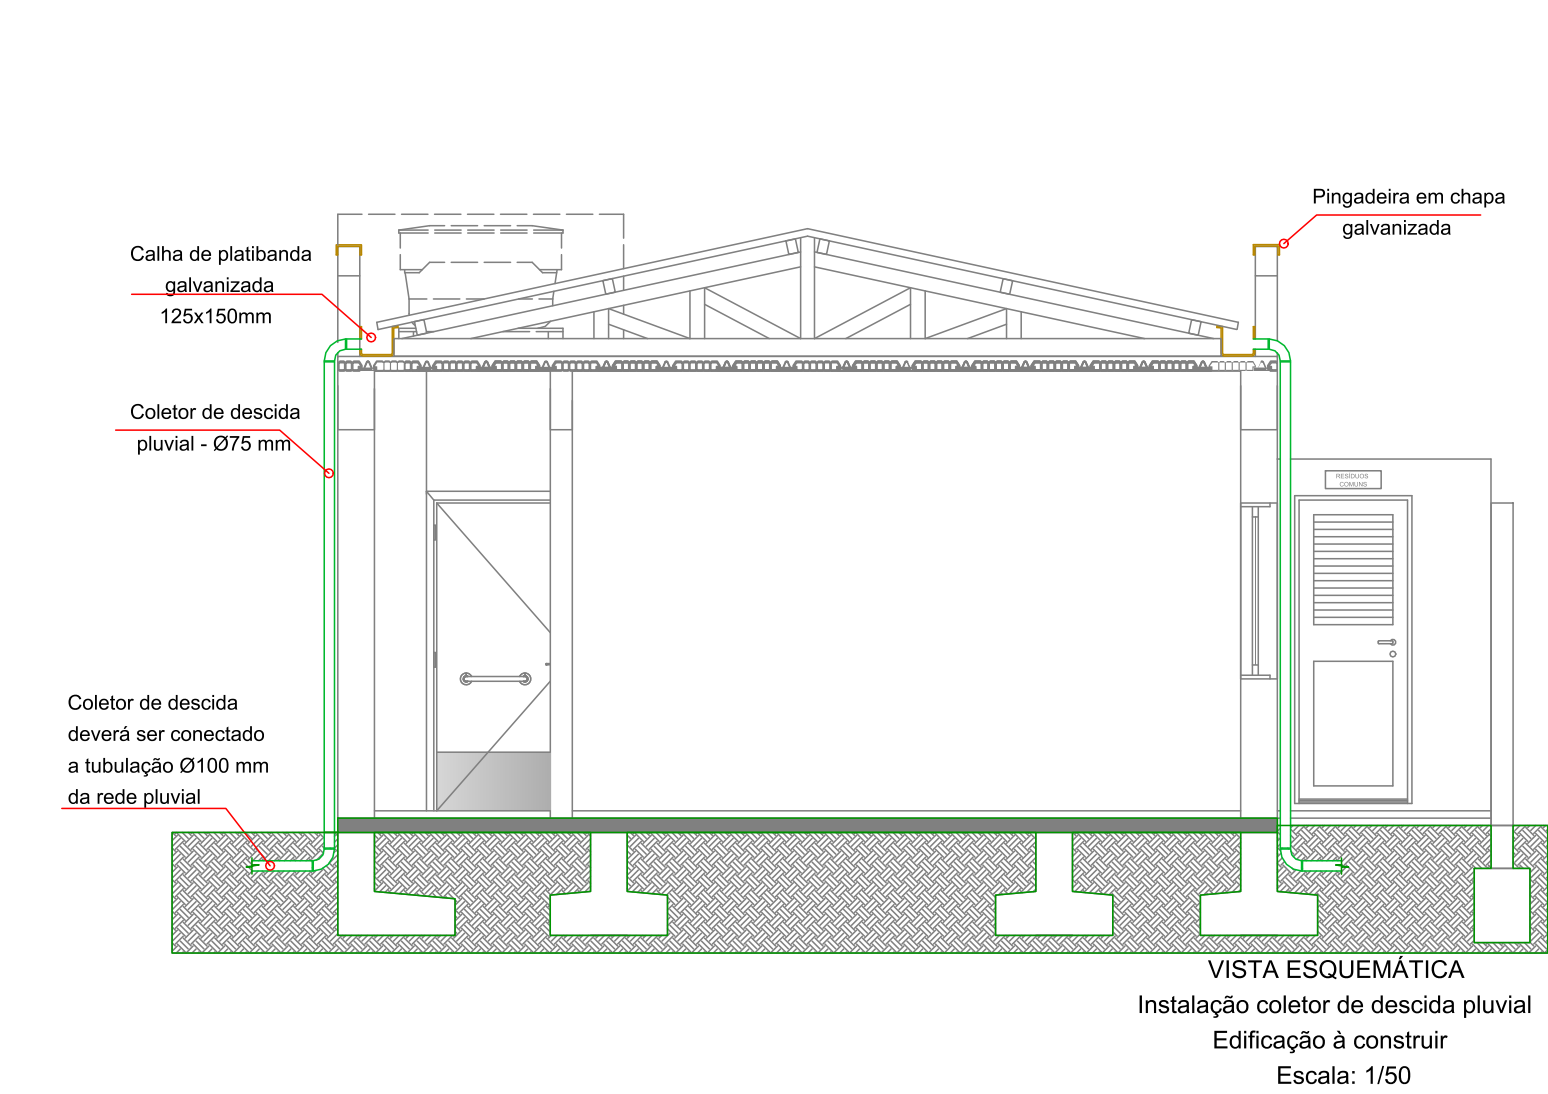 Pingadeira em chapa
galvanizada
Calha de platibanda
galvanizada
125x150mm
Coletor de descida
pluvial - Ø75 mm
RESÍDUOS
COMUNS
Coletor de descida
deverá ser conectado
a tubulação Ø100 mm
da rede pluvial
VISTA ESQUEMÁTICA
Instalação coletor de descida pluvial
Edificação à construir
Escala: 1/50